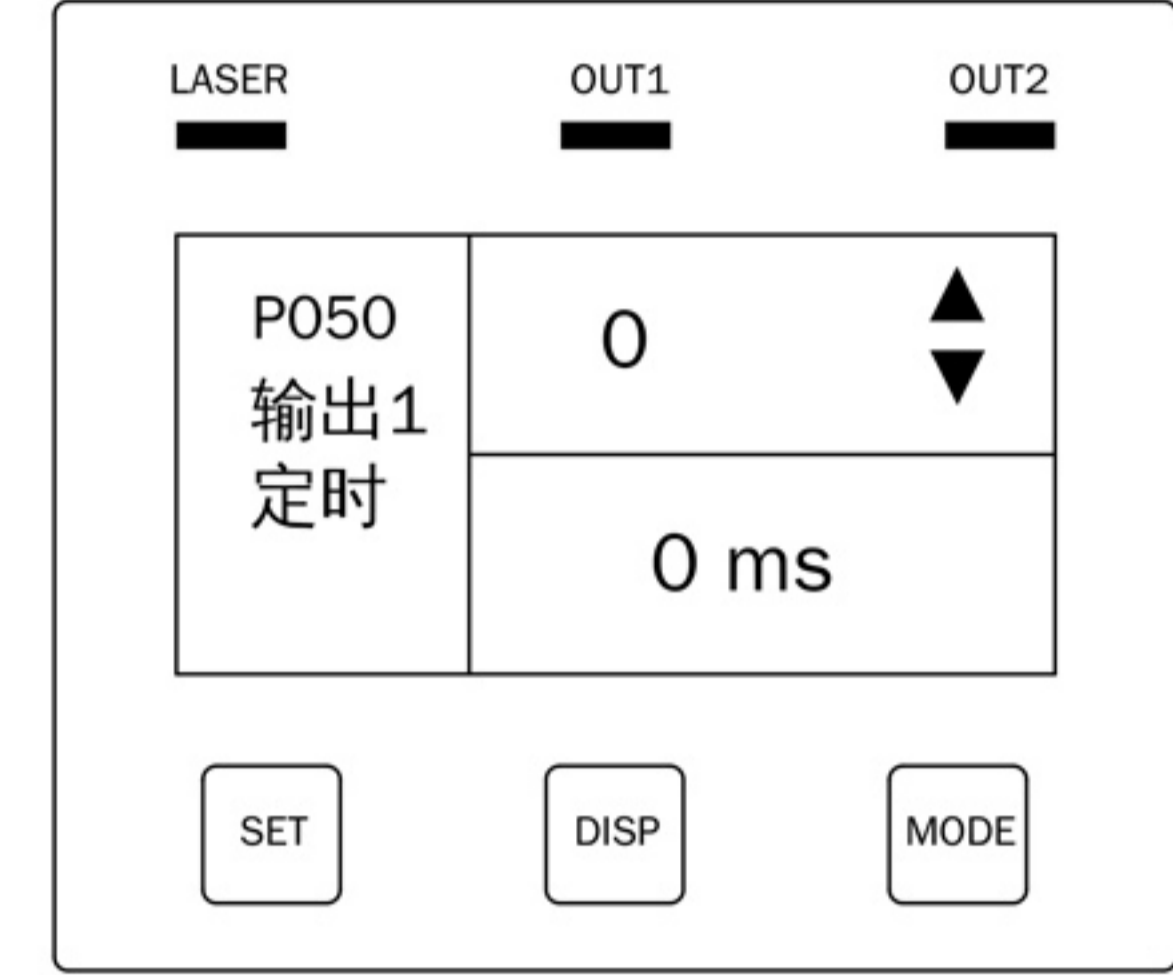 LASER
OUT1
OUT2
P050
输出1
定时
0
0 ms
SET
DISP
MODE